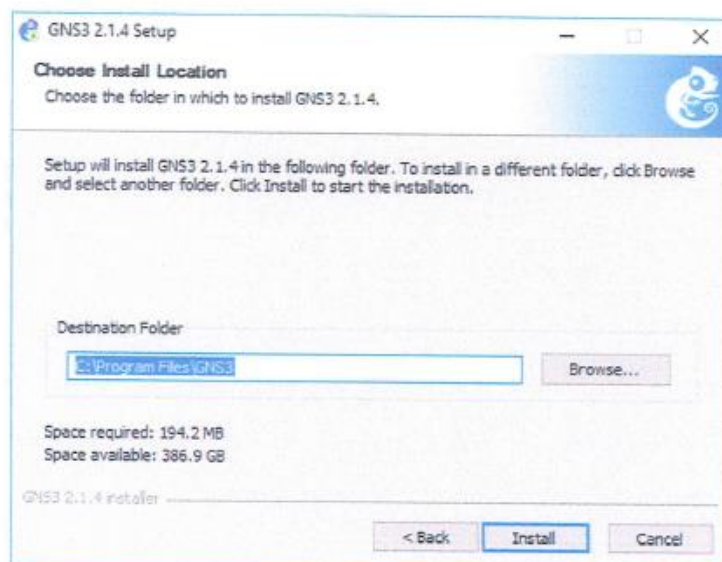 GNS3 2.1.4 Setup
Choose Install Location
Choose the folder in which to install GNS3 2.1.4.
Setup will install GNS3 2.1.4 in the following folder. To install in a different folder, click Browse
and select another folder. Click Install to start the installation.
Destination Folder
C:\Program Files\GNS3
Browse...
Space required: 194.2 MB
Space available: 386.9 GB
GNS3 2.1.4 installer
< Back
Install
Cancel